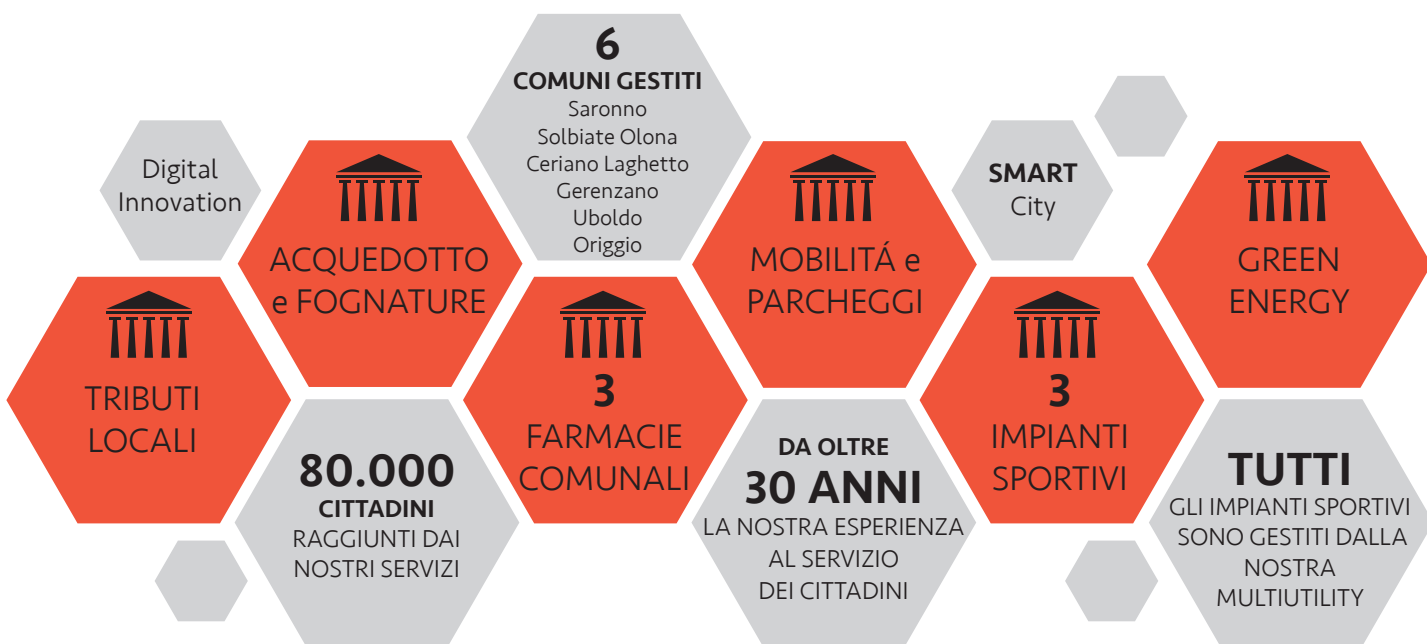 6
COMUNI GESTITI
Saronno
Solbiate Olona
Ceriano Laghetto
Gerenzano
Uboldo
Origgio
Digital
Innovation
ACQUEDOTTO
e FOGNATURE
MOBILITÁ e
PARCHEGGI
SMART
City
GREEN
ENERGY
TRIBUTI
LOCALI
3
FARMACIE
COMUNALI
3
IMPIANTI
SPORTIVI
80.000
CITTADINI
RAGGIUNTI DAI
NOSTRI SERVIZI
DA OLTRE
30 ANNI
LA NOSTRA ESPERIENZA
AL SERVIZIO
DEI CITTADINI
TUTTI
GLI IMPIANTI SPORTIVI
SONO GESTITI DALLA
NOSTRA
MULTIUTILITY